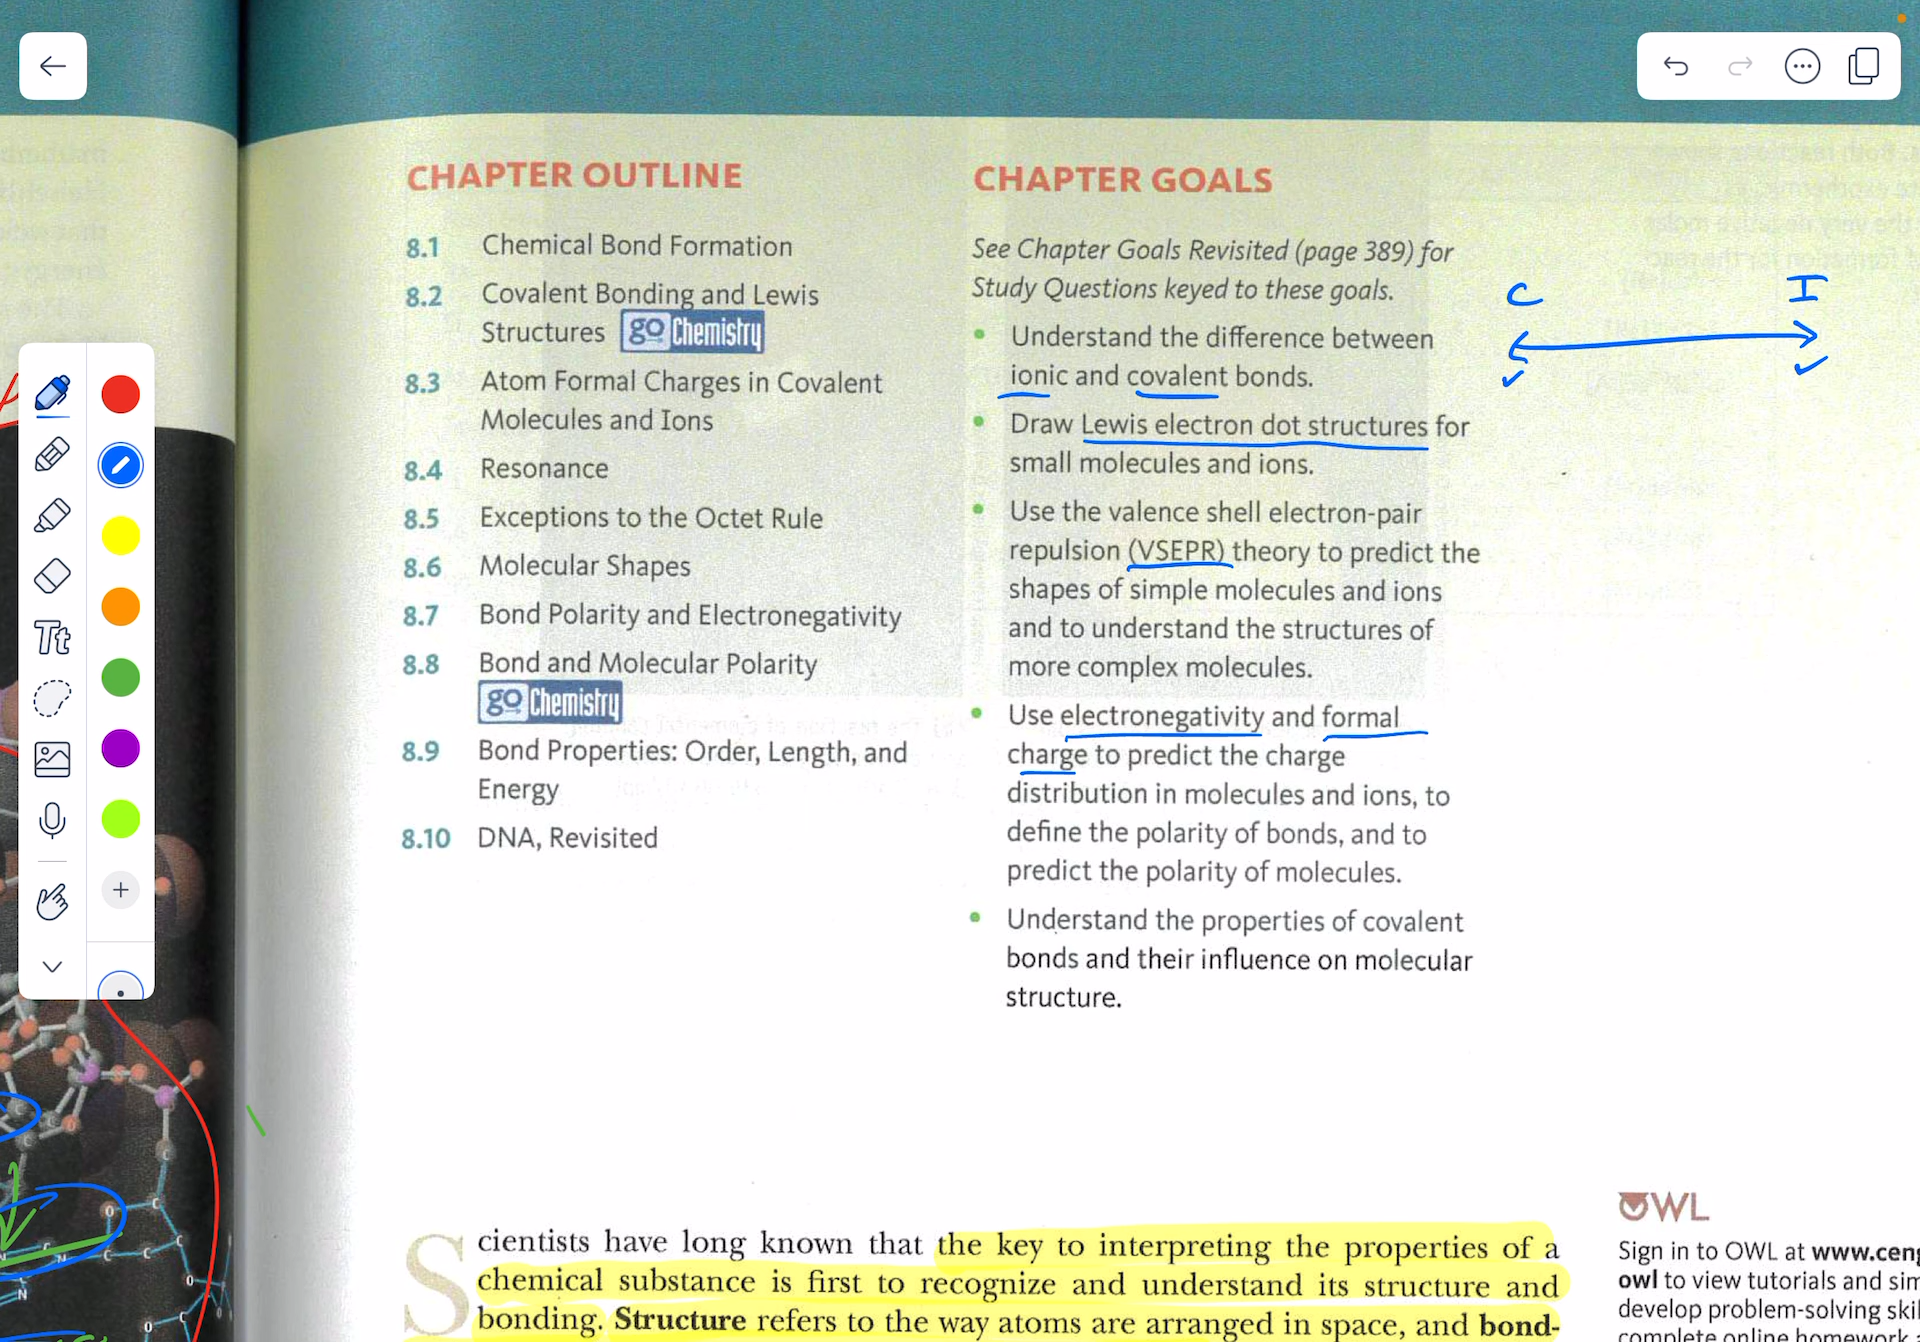 CHAPTER OUTLINE
8.1 Chemical Bond Formation
8.2 Covalent Bonding and Lewis
Structures go Chemistry
8.3 Atom Formal Charges in Covalent
Molecules and Ions
8.4 Resonance
8.5 Exceptions to the Octet Rule
8.6 Molecular Shapes
8.7 Bond Polarity and Electronegativity
8.8 Bond and Molecular Polarity
go Chemistry
8.9 Bond Properties: Order, Length, and
Energy
8.10 DNA, Revisited
CHAPTER GOALS
See Chapter Goals Revisited (page 389) for
Study Questions keyed to these goals.
• Understand the difference between
ionic and covalent bonds.
• Draw Lewis electron dot structures for
small molecules and ions.
• Use the valence shell electron-pair
repulsion (VSEPR) theory to predict the
shapes of simple molecules and ions
and to understand the structures of
more complex molecules.
• Use electronegativity and formal
charge to predict the charge
distribution in molecules and ions, to
define the polarity of bonds, and to
predict the polarity of molecules.
• Understand the properties of covalent
bonds and their influence on molecular
structure.
C I
Scientists have long known that the key to interpreting the properties of a
chemical substance is first to recognize and understand its structure and
bonding. Structure refers to the way atoms are arranged in space, and bond-
OWL
Sign in to OWL at www.ceng
owl to view tutorials and sim
develop problem-solving skil
complete online homework
Tt